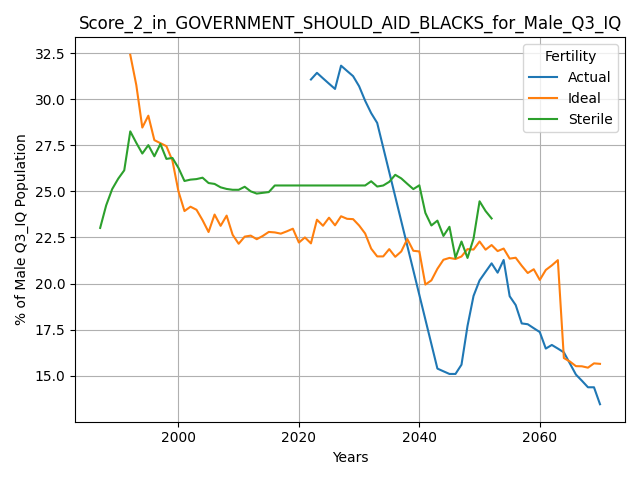 Score_2_in_GOVERNMENT_SHOULD_AID_BLACKS_for_Male_Q3_IQ
Fertility
Actual
Ideal
Sterile
% of Male Q3_IQ Population
32.5
30.0
27.5
25.0
22.5
20.0
17.5
15.0
2000 2020 2040 2060
Years